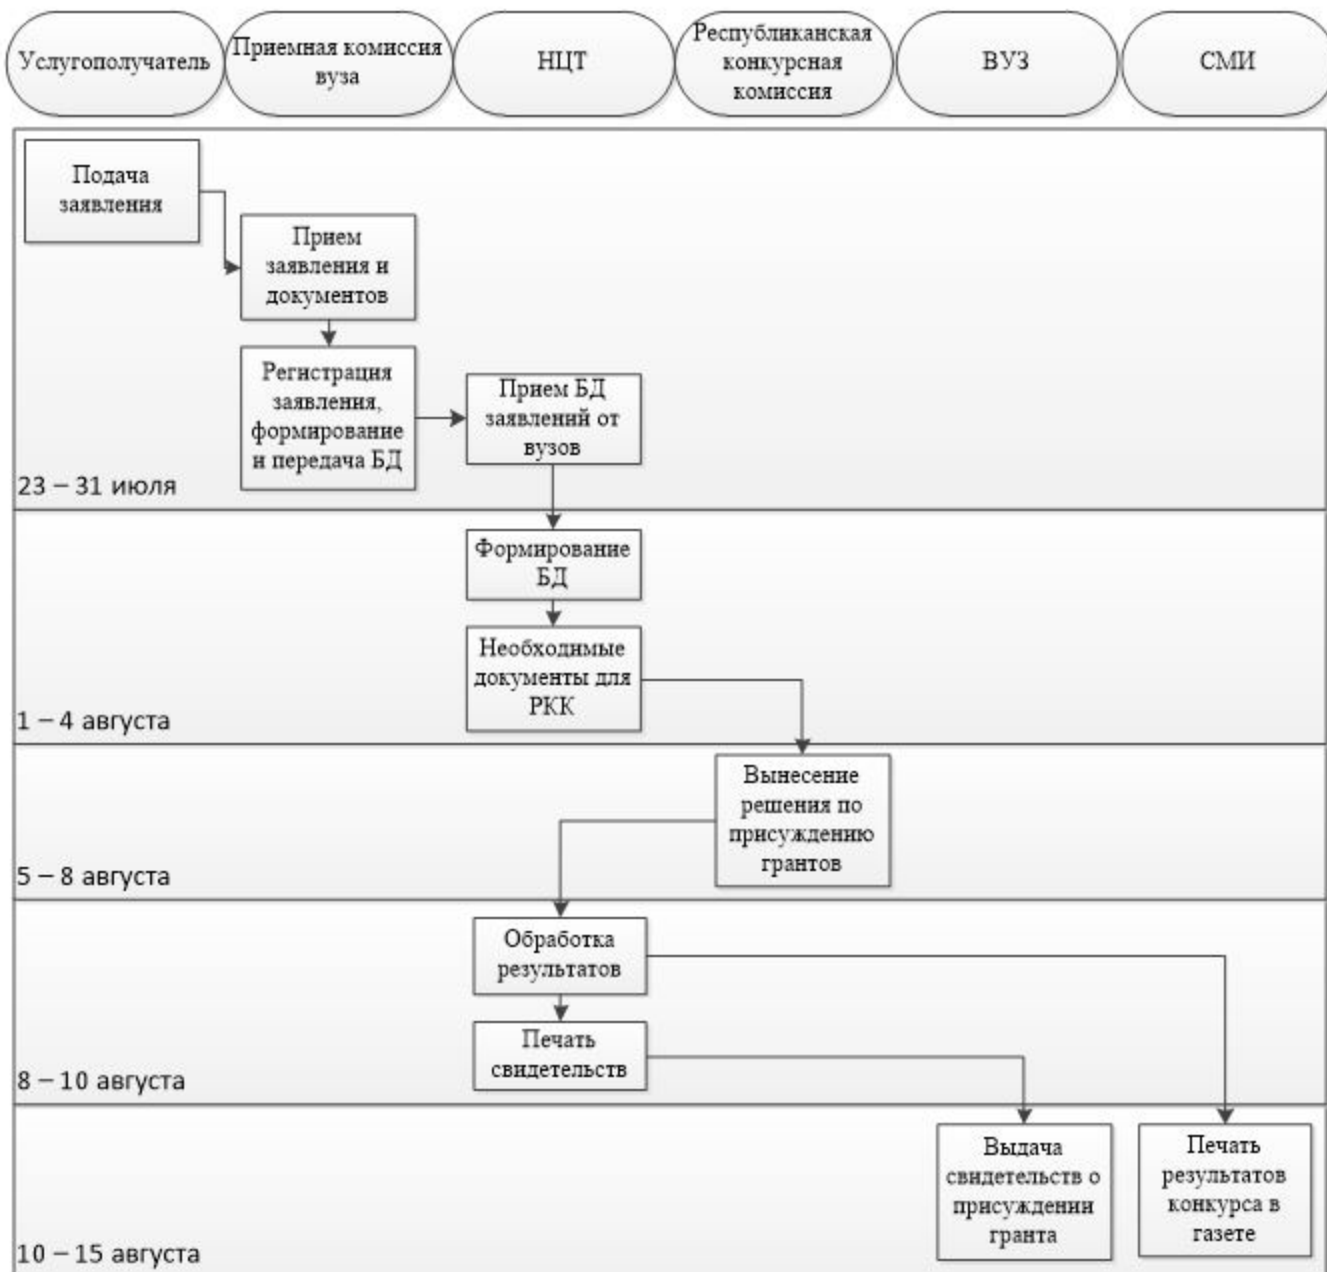 Услугополучатель
Приемная комиссия
вуза
НЦТ
Республиканская
конкурсная
комиссия
ВУЗ
СМИ
Подача
заявления
Прием
заявления и
документов
Регистрация
заявления,
формирование
и передача БД
Прием БД
заявлений от
вузов
23 – 31 июля
Формирование
БД
Необходимые
документы для
РКК
1 – 4 августа
Вынесение
решения по
присуждению
грантов
5 – 8 августа
Обработка
результатов
Печать
свидетельств
8 – 10 августа
Выдача
свидетельств о
присуждении
гранта
Печать
результатов
конкурса в
газете
10 – 15 августа